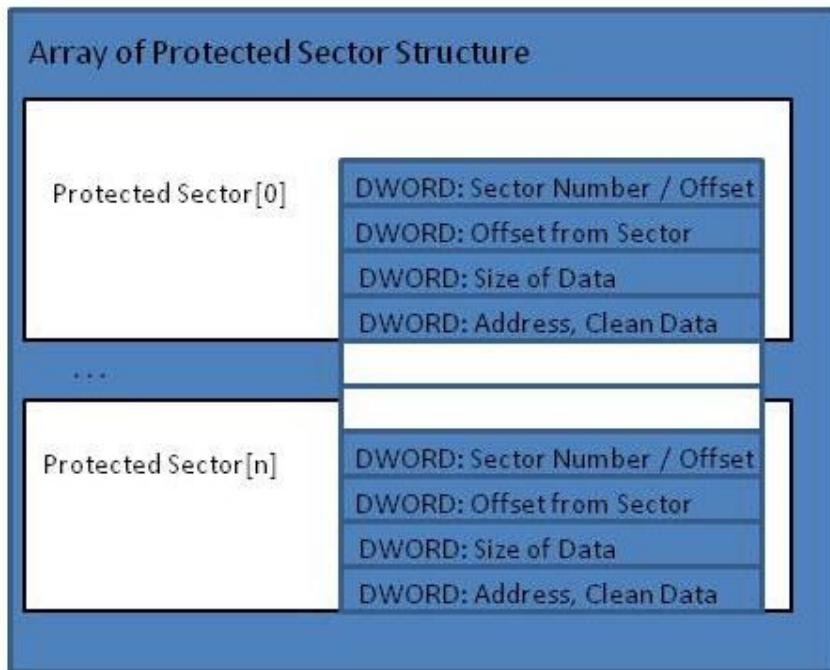 Array of Protected Sector Structure
Protected Sector[0]
DWORD: Sector Number / Offset
DWORD: Offset from Sector
DWORD: Size of Data
DWORD: Address, Clean Data
...
Protected Sector[n]
DWORD: Sector Number / Offset
DWORD: Offset from Sector
DWORD: Size of Data
DWORD: Address, Clean Data